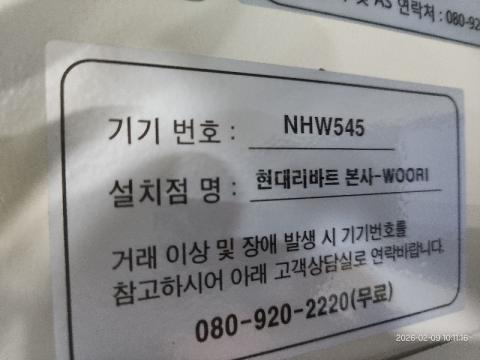 AS 연락처 : 080-92
기기 번호 : NHW545
설치점 명 : 현대리바트 본사-WOORI
거래 이상 및 장애 발생 시 기기번호를
참고하시어 아래 고객상담실로 연락바랍니다.
080-920-2220(무료)
2026-02-09 10:11:16